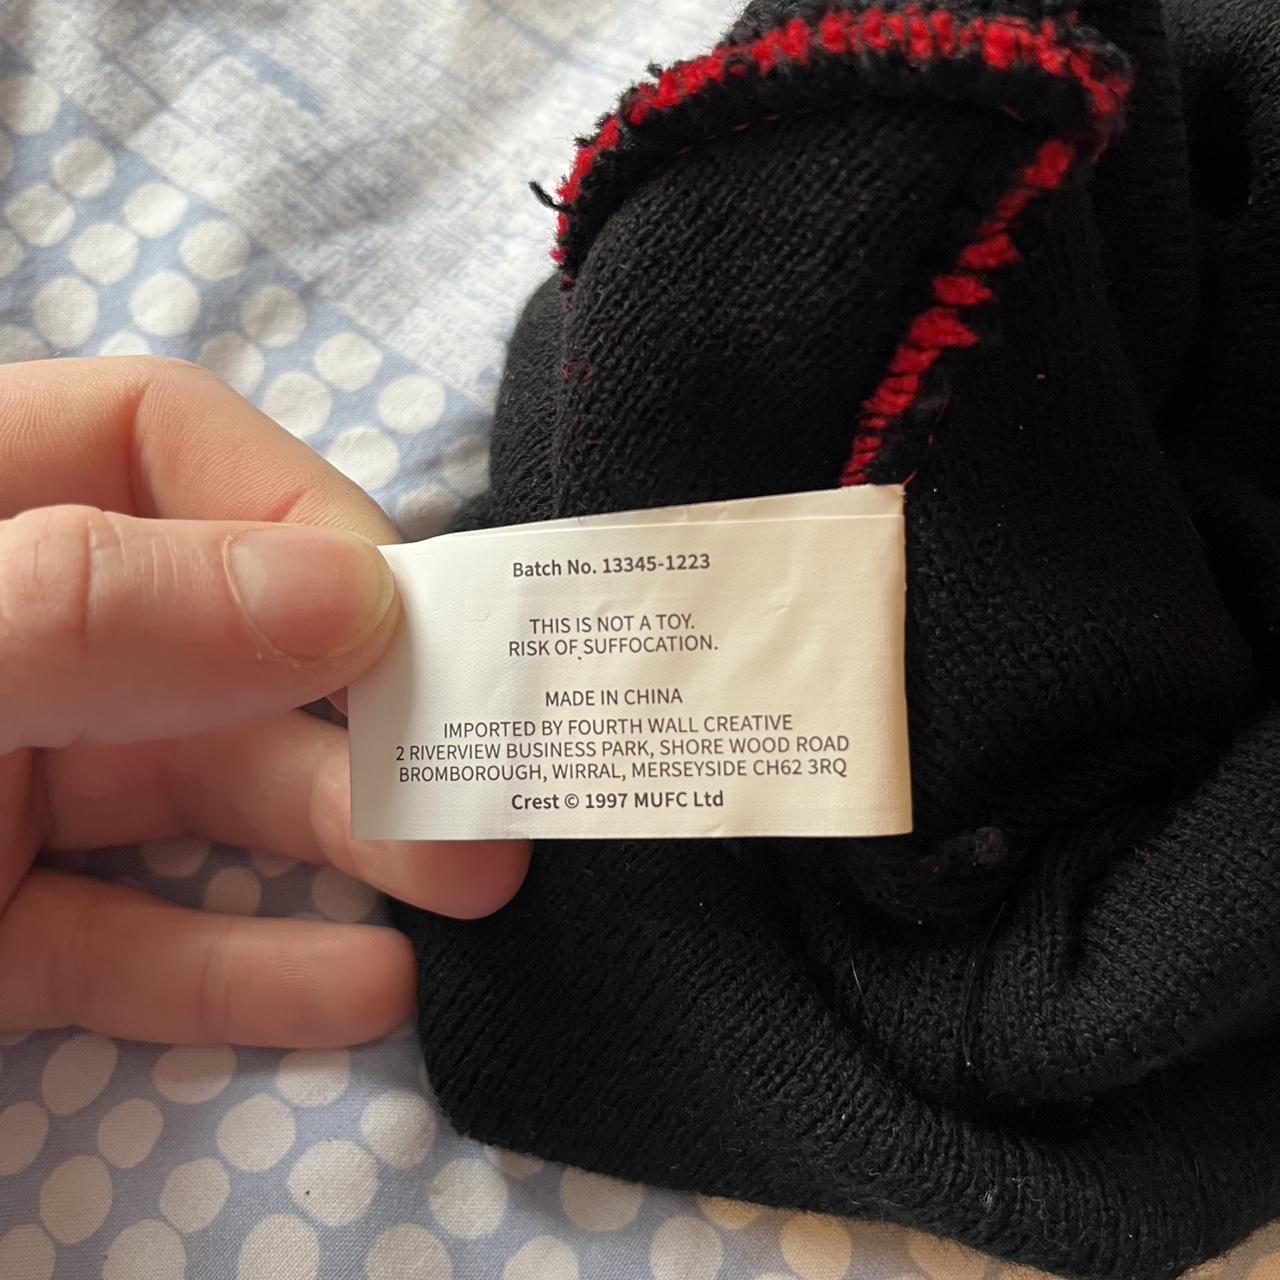 Batch No. 13345-1223
THIS IS NOT A TOY.
RISK OF SUFFOCATION.
MADE IN CHINA
IMPORTED BY FOURTH WALL CREATIVE
2 RIVERVIEW BUSINESS PARK, SHORE WOOD ROAD
BROMBOROUGH, WIRRAL, MERSEYSIDE CH62 3RQ
Crest © 1997 MUFC Ltd